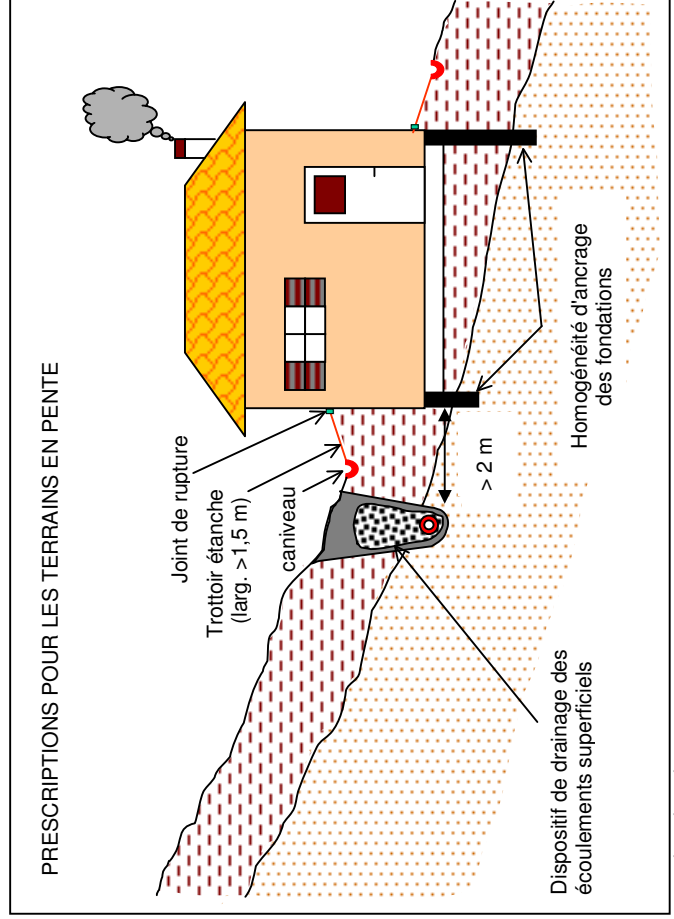 PRESCRIPTIONS POUR LES TERRAINS EN PENTE
Joint de rupture
Trottoir étanche
(larg. >1,5 m)
caniveau
> 2 m
Homogénéité d'ancrage
des fondations
Dispositif de drainage des
écoulements superficiels